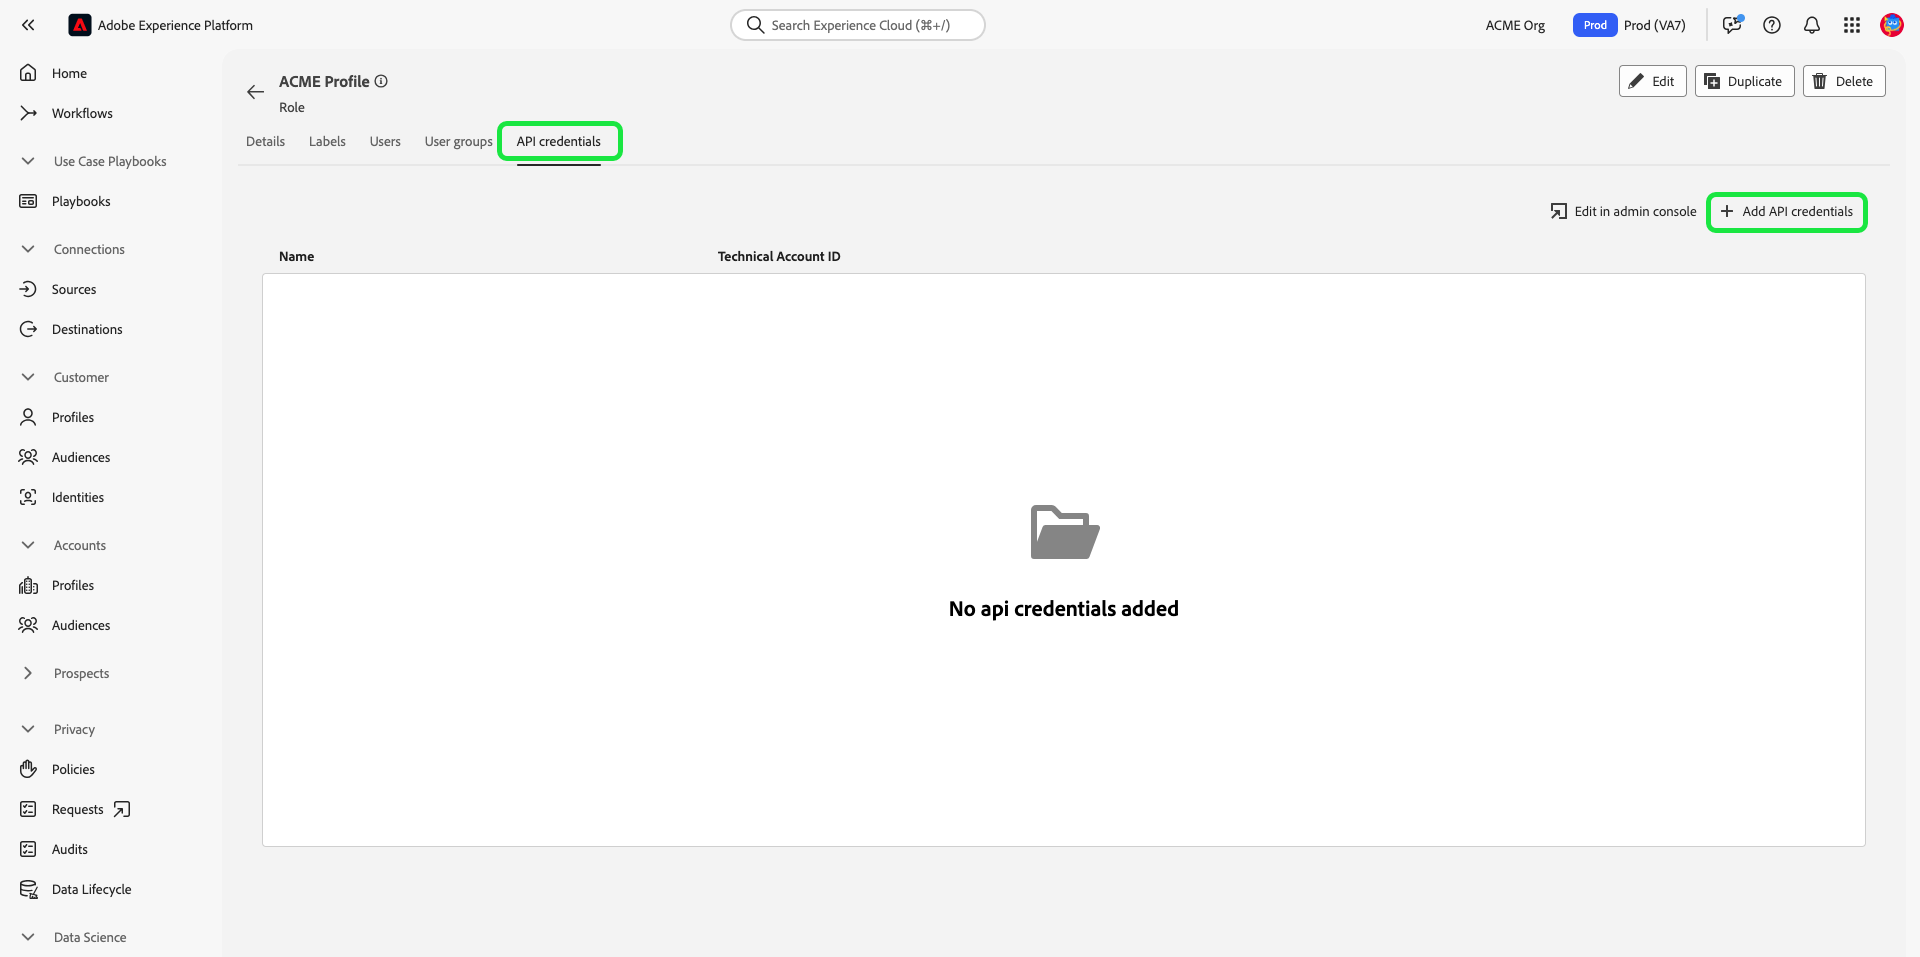 Adobe Experience Platform
Search Experience Cloud (⌘+/)
ACME Org
Prod
Prod (VA7)
Home
Workflows
Use Case Playbooks
Playbooks
Connections
Sources
Destinations
Customer
Profiles
Audiences
Identities
Accounts
Profiles
Audiences
Prospects
Privacy
Policies
Requests
Audits
Data Lifecycle
Data Science
ACME Profile
Role
Edit
Duplicate
Delete
Details
Labels
Users
User groups
API credentials
Edit in admin console
Add API credentials
Name
Technical Account ID
No api credentials added